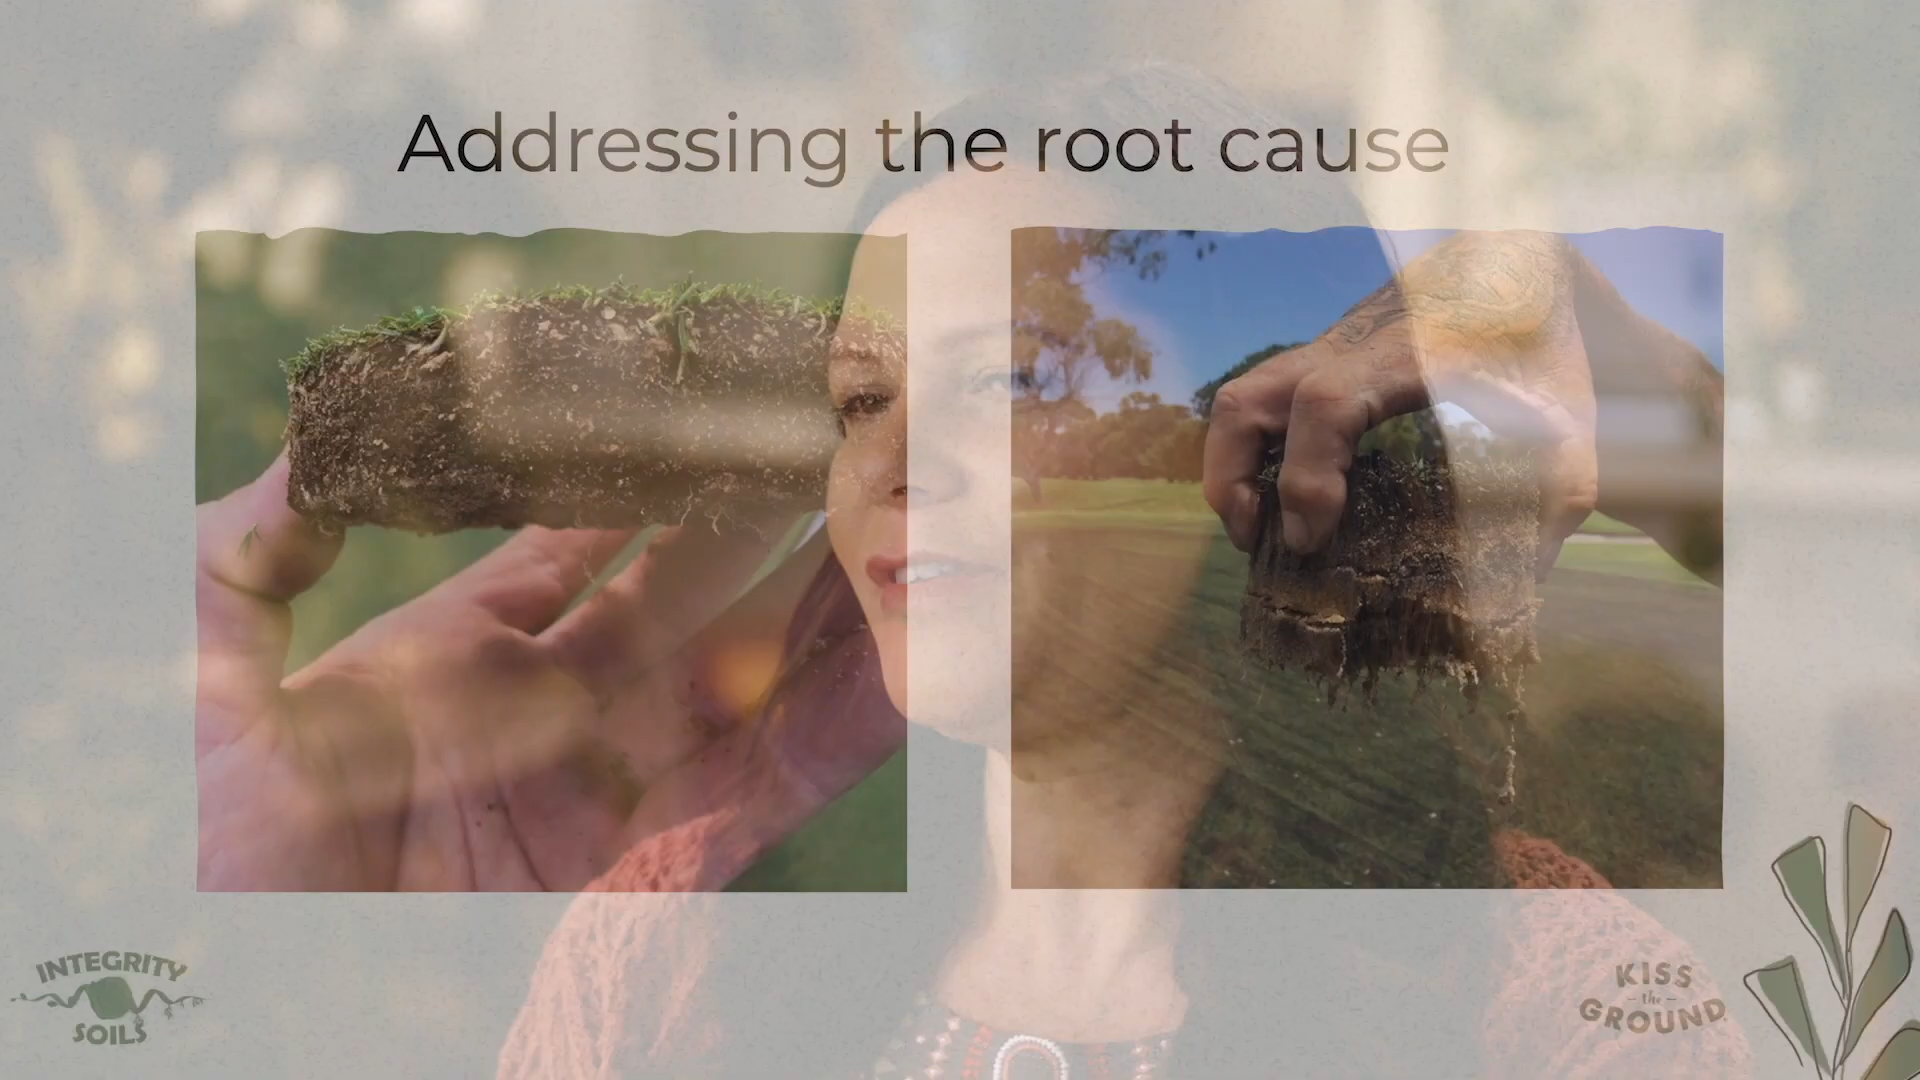 Addressing the root cause
INTEGRITY
SOILS
KISS
the
GROUND